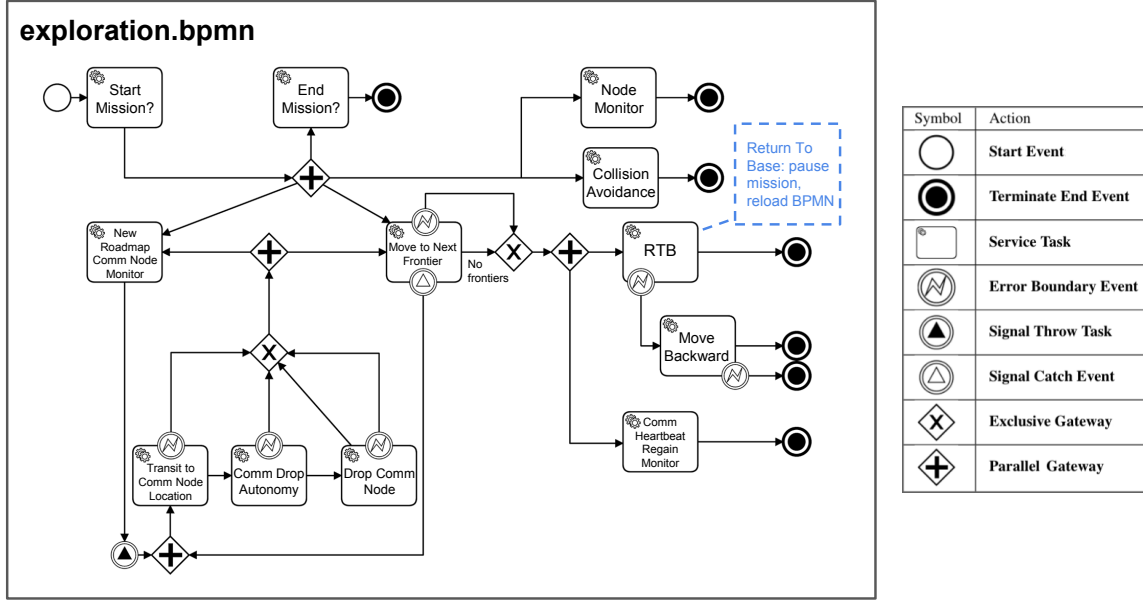 exploration.bpmn
Start
Mission?
End
Mission?
Node
Monitor
Collision
Avoidance
Return To
Base: pause
mission,
reload BPMN
New
Roadmap
Comm Node
Monitor
Move to Next
Frontier
No
frontiers
X
RTB
Move
Backward
X
Transit to
Comm Node
Location
Comm Drop
Autonomy
Drop Comm
Node
Comm
Heartbeat
Regain
Monitor
Symbol Action
Start Event
Terminate End Event
Service Task
Error Boundary Event
Signal Throw Task
Signal Catch Event
X Exclusive Gateway
Parallel Gateway